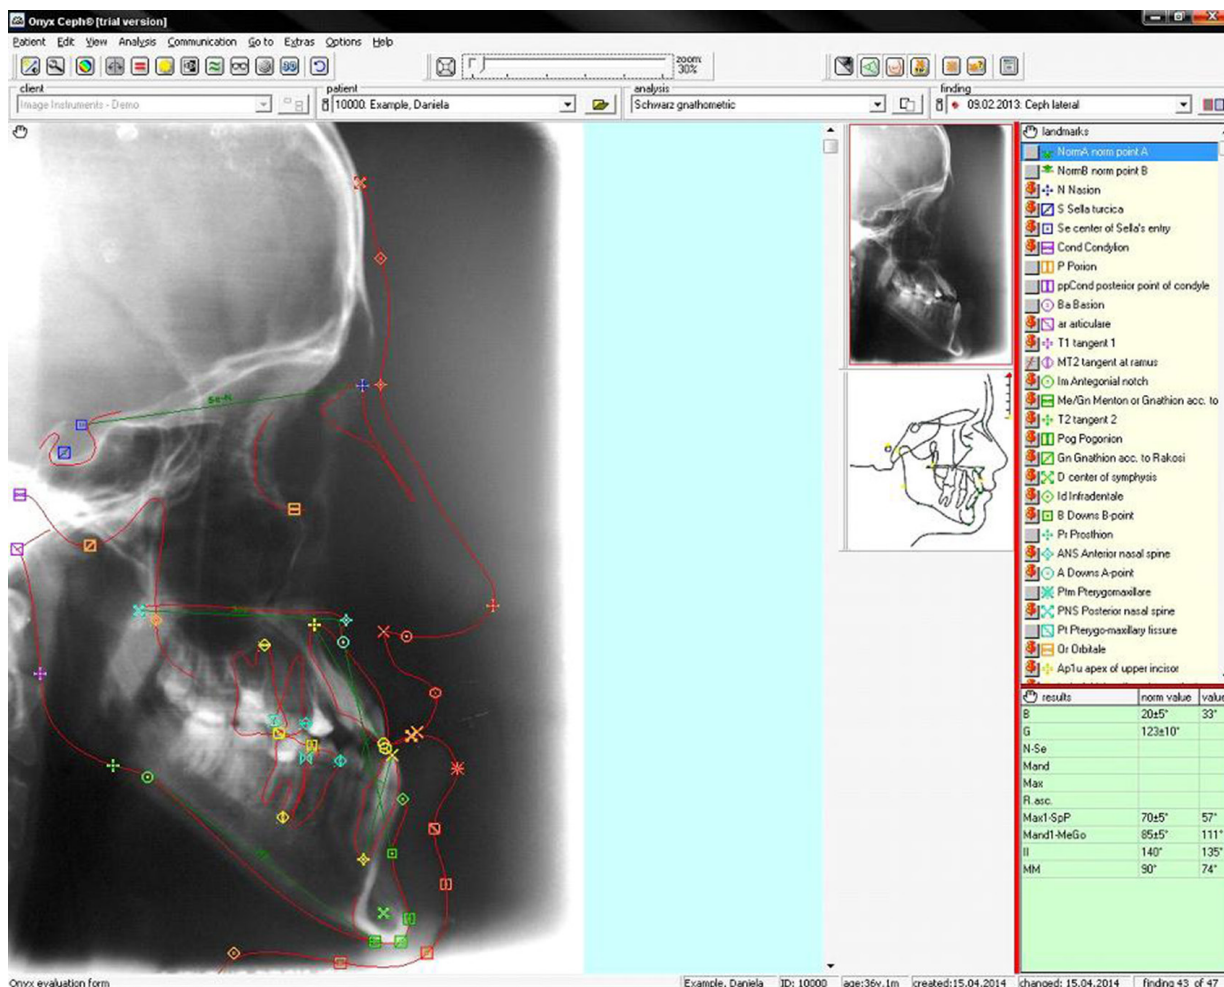 Onyx Ceph® [trial version]
Patient Edit View Analysis Communication Go to Extras Options Help
zoom:
30%
client patient analysis finding
Image Instruments - Demo 10000: Example, Daniela Schwarz gnathometric 09.02.2013: Ceph lateral
landmarks
NormA norm point A
NormB norm point B
N Nasion
S Sella turcica
Se center of Sella's entry
Cond Condylion
P Porion
ppCond posterior point of condyle
Ba Basion
ar articulare
T1 tangent 1
MT2 tangent at ramus
Im Antegonial notch
Me/Gn Menton or Gnathion acc. to
T2 tangent 2
Pog Pogonion
Gn Gnathion acc. to Rakosi
D center of symphysis
Id Infradentale
B Downs B-point
Pr Prosthion
ANS Anterior nasal spine
A Downs A-point
Ptm Pterygomaxillare
PNS Posterior nasal spine
Pt Pterygo-maxillary fissure
Or Orbitale
Ap1u apex of upper incisor
Se-N
results norm value value
B 20±5° 33°
G 123±10°
N-Se
Mand
Max
R.asc.
Max1-SpP 70±5° 57°
Mand1-MeGo 85±5° 111°
II 140° 135°
MM 90° 74°
Onyx evaluation form Example, Daniela ID: 10000 age:36y,1m created:15.04.2014 changed: 15.04.2014 finding 43 of 47